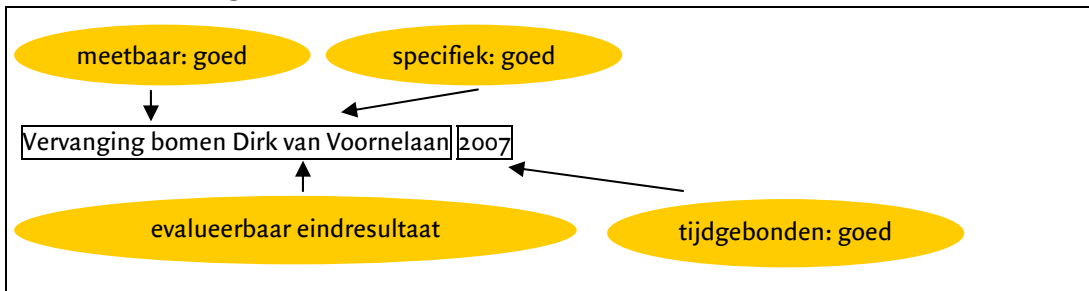 meetbaar: goed
specifiek: goed
Vervanging bomen Dirk van Voornelaan 2007
evalueerbaar eindresultaat
tijdgebonden: goed